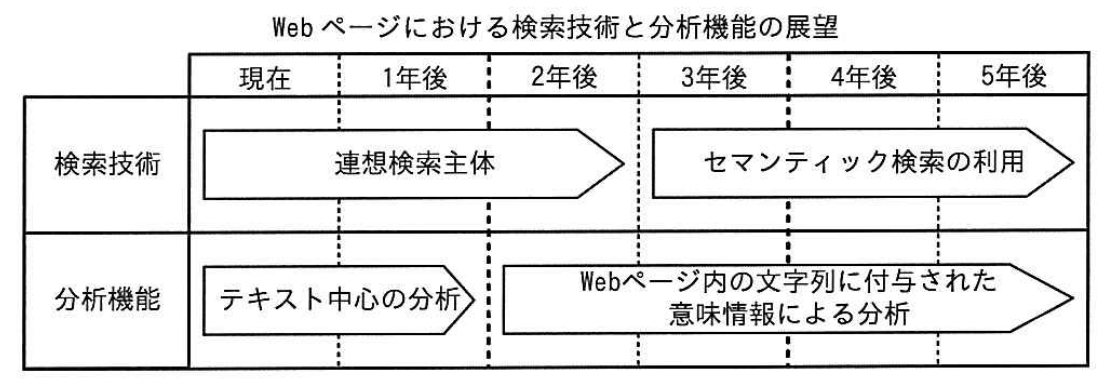 Webページにおける検索技術と分析機能の展望
現在 1年後 2年後 3年後 4年後 5年後
検索技術 連想検索主体 セマンティック検索の利用
分析機能 テキスト中心の分析 Webページ内の文字列に付与された
意味情報による分析